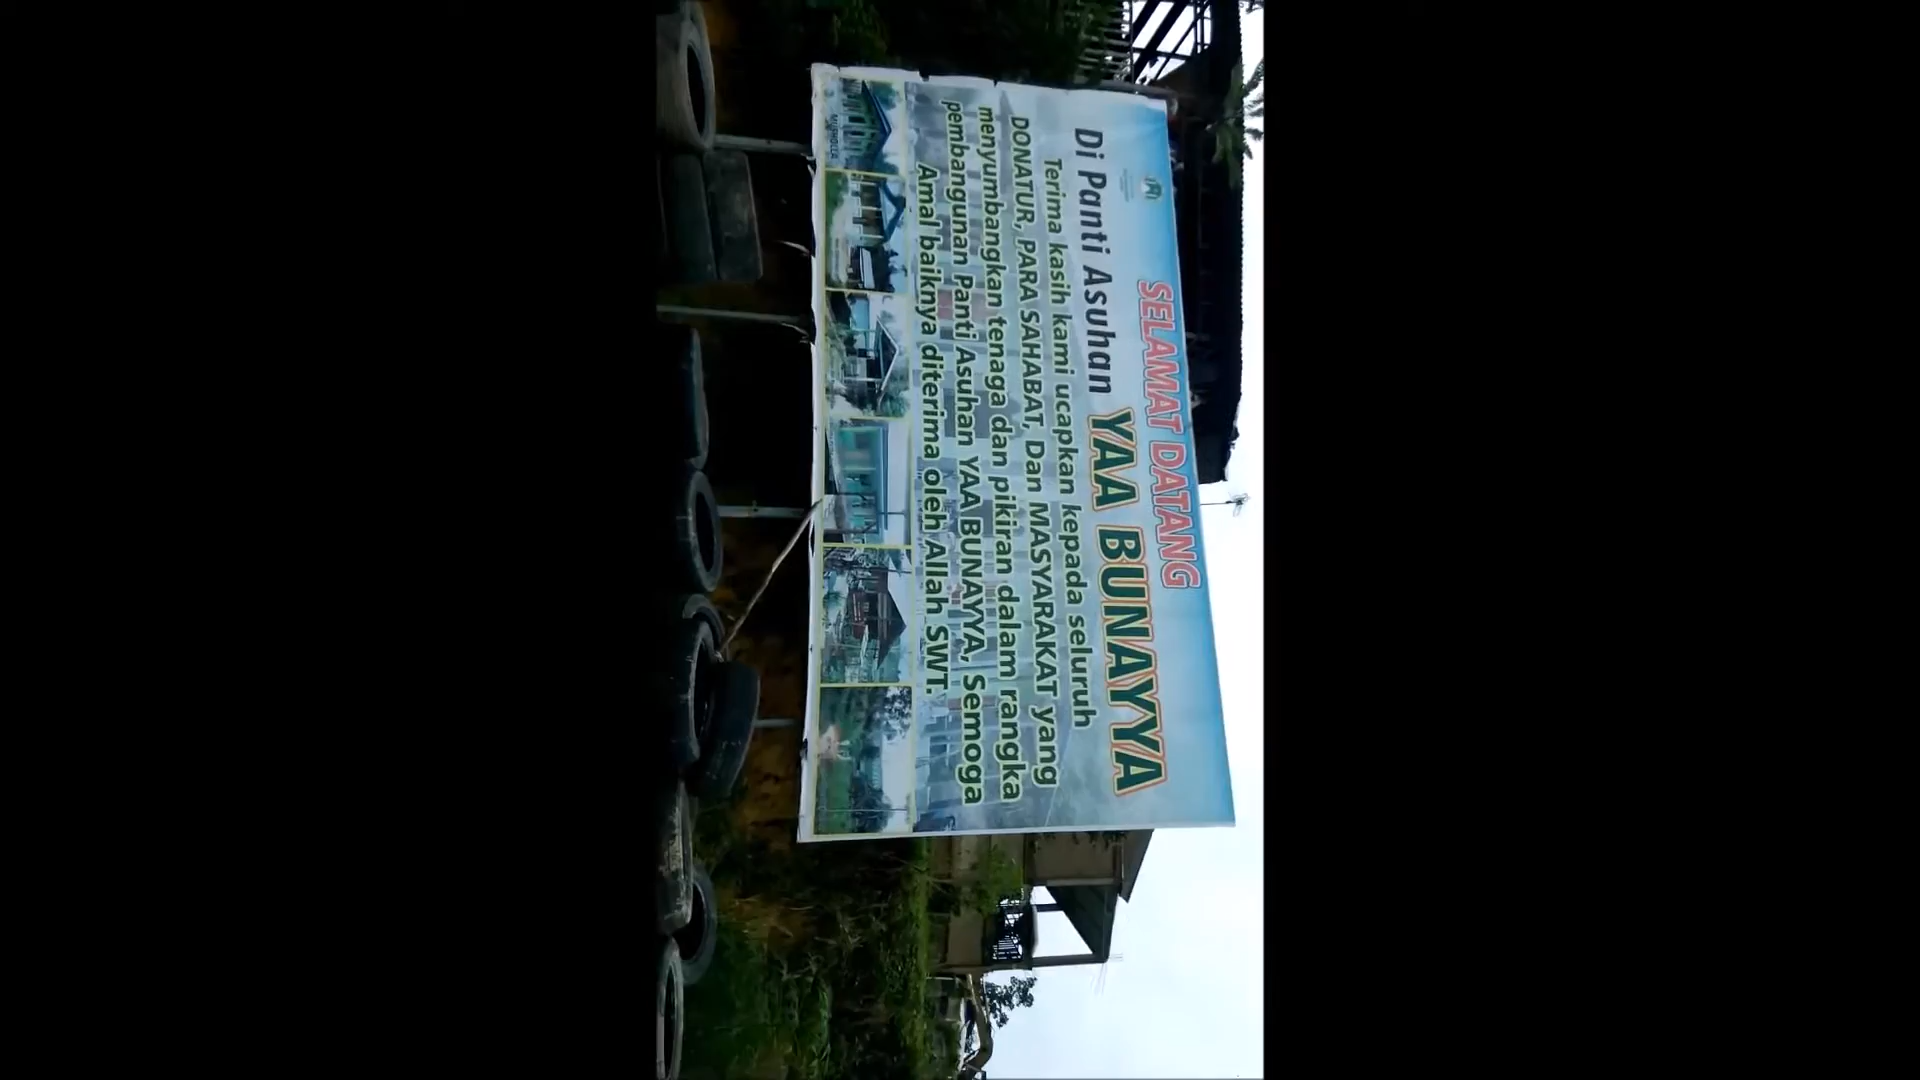 SELAMAT DATANG
Di Panti Asuhan YAA BUNAYYA
Terima kasih kami ucapkan kepada seluruh
DONATUR, PARA SAHABAT, Dan MASYARAKAT yang
menyumbangkan tenaga dan pikiran dalam rangka
pembangunan Panti Asuhan YAA BUNAYYA, Semoga
Amal baiknya diterima oleh Allah SWT.
MUSHOLLA